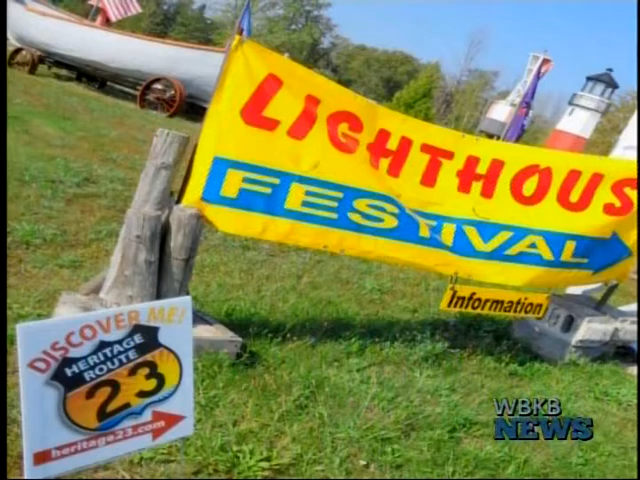 LIGHTHOUS
FESTIVAL
Information
DISCOVER ME!
HERITAGE
ROUTE
23
heritage23.com
WBKB
NEWS